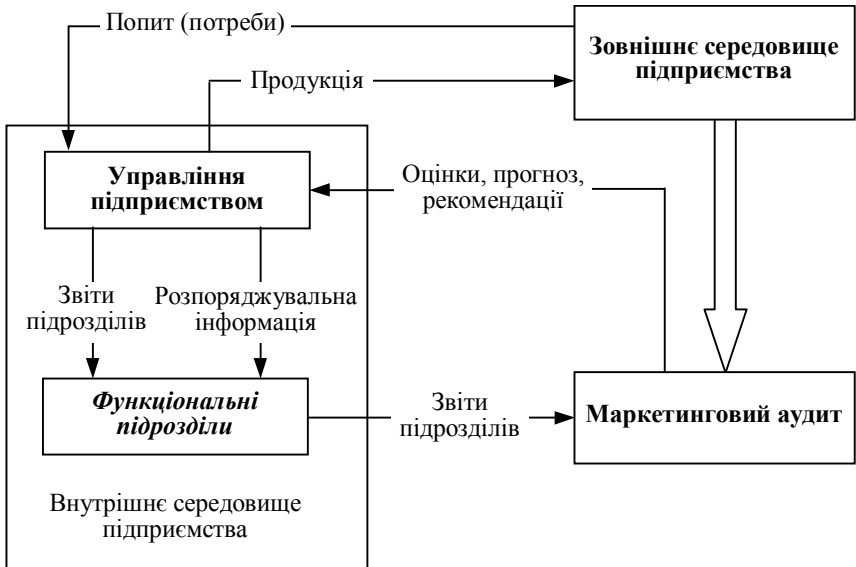 Попит (потреби)
Зовнішнє середовище
підприємства
Продукція
Управління
підприємством
Оцінки, прогноз,
рекомендації
Звіти
підрозділів
Розпоряджувальна
інформація
Функціональні
підрозділи
Звіти
підрозділів
Маркетинговий аудит
Внутрішнє середовище
підприємства